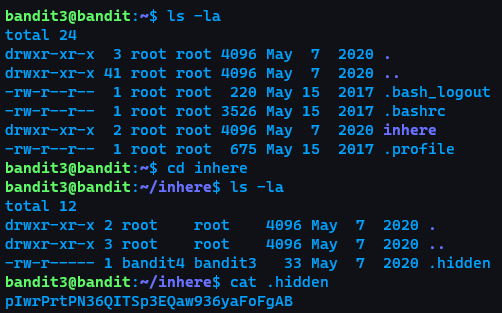 bandit3@bandit:~$ ls -la
total 24
drwxr-xr-x  3 root root 4096 May  7  2020 .
drwxr-xr-x 41 root root 4096 May  7  2020 ..
-rw-r--r--  1 root root  220 May 15  2017 .bash_logout
-rw-r--r--  1 root root 3526 May 15  2017 .bashrc
drwxr-xr-x  2 root root 4096 May  7  2020 inhere
-rw-r--r--  1 root root  675 May 15  2017 .profile
bandit3@bandit:~$ cd inhere
bandit3@bandit:~/inhere$ ls -la
total 12
drwxr-xr-x 2 root    root    4096 May  7  2020 .
drwxr-xr-x 3 root    root    4096 May  7  2020 ..
-rw-r----- 1 bandit4 bandit3   33 May  7  2020 .hidden
bandit3@bandit:~/inhere$ cat .hidden
pIwrPrtPN36QITSp3EQaw936yaFoFgAB